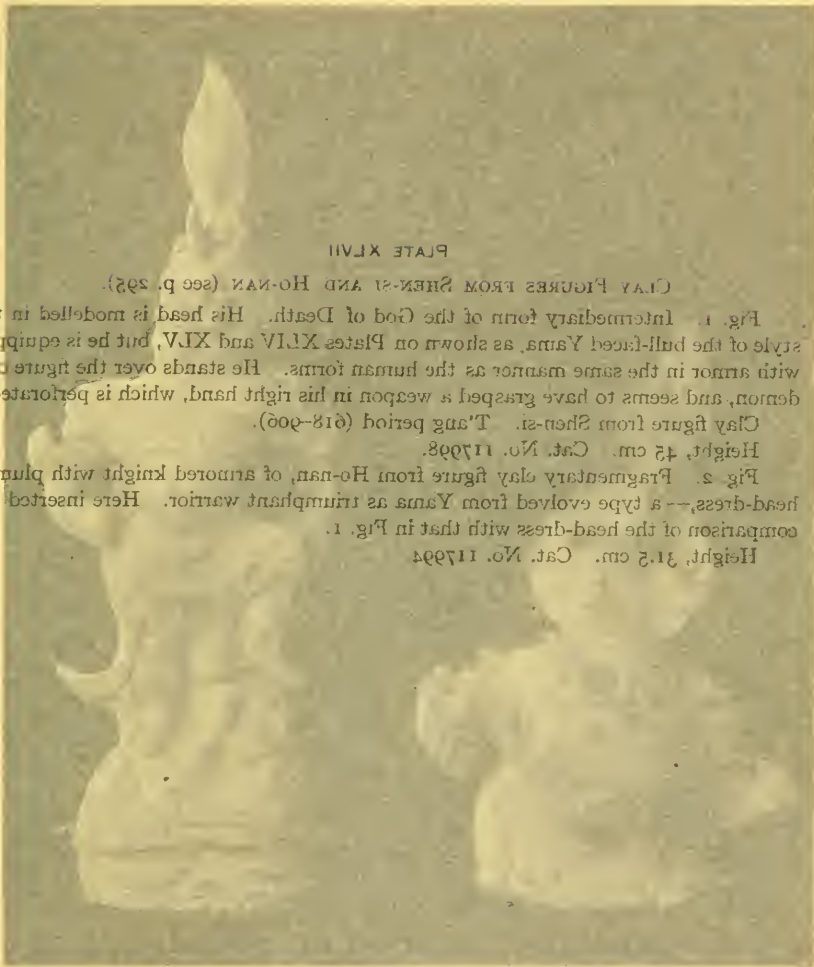 PLATE XLVII
CLAY FIGURES FROM SHEN-SI AND HO-NAN (see p. 295).
Fig. 1. Intermediary form of the God of Death. His head is modelled in
style of the bull-faced Yama, as shown on Plates XLIV and XLV, but he is
with armor in the same manner as the human forms. He stands over the figure
demon, and seems to have grasped a weapon in his right hand, which is
Clay figure from Shen-si. T'ang period (618–906).
Height, 45 cm. Cat. No. 117998.
Fig. 2. Fragmentary clay figure from Ho-nan, of armored knight with
head-dress,—a type evolved from Yama as triumphant warrior. Here inserted
comparison of the head-dress with that in Fig. 1.
Height, 31.5 cm. Cat. No. 117994